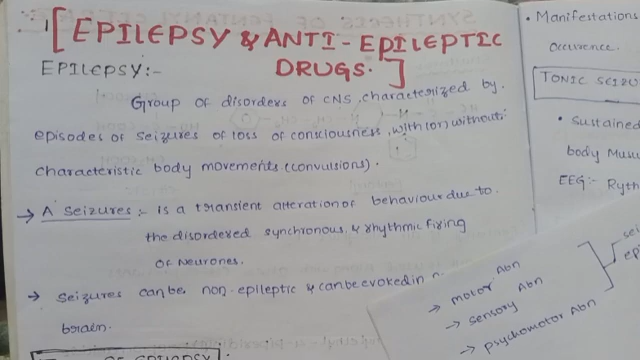 [ EPILEPSY & ANTI - EPILEPTIC
DRUGS. ]
EPILEPSY:-
Group of disorders of CNS, characterized by.
episodes of seizures of loss of consciousness, with (or) without
characteristic body movements (convulsions).
→ A seizures :- is a transient alteration of behaviour due to
the disordered synchronous, & rhythmic firing
of neurones.
→ seizures can be non-epileptic & can be evoked in
brain.
OF EPILEPSY
→ motor Abn
→ sensory Abn
→ psychomotor Abn
• Manifestations
occurence.
TONIC SEIZU
• sustained
body Musc
EEG:- Ryth